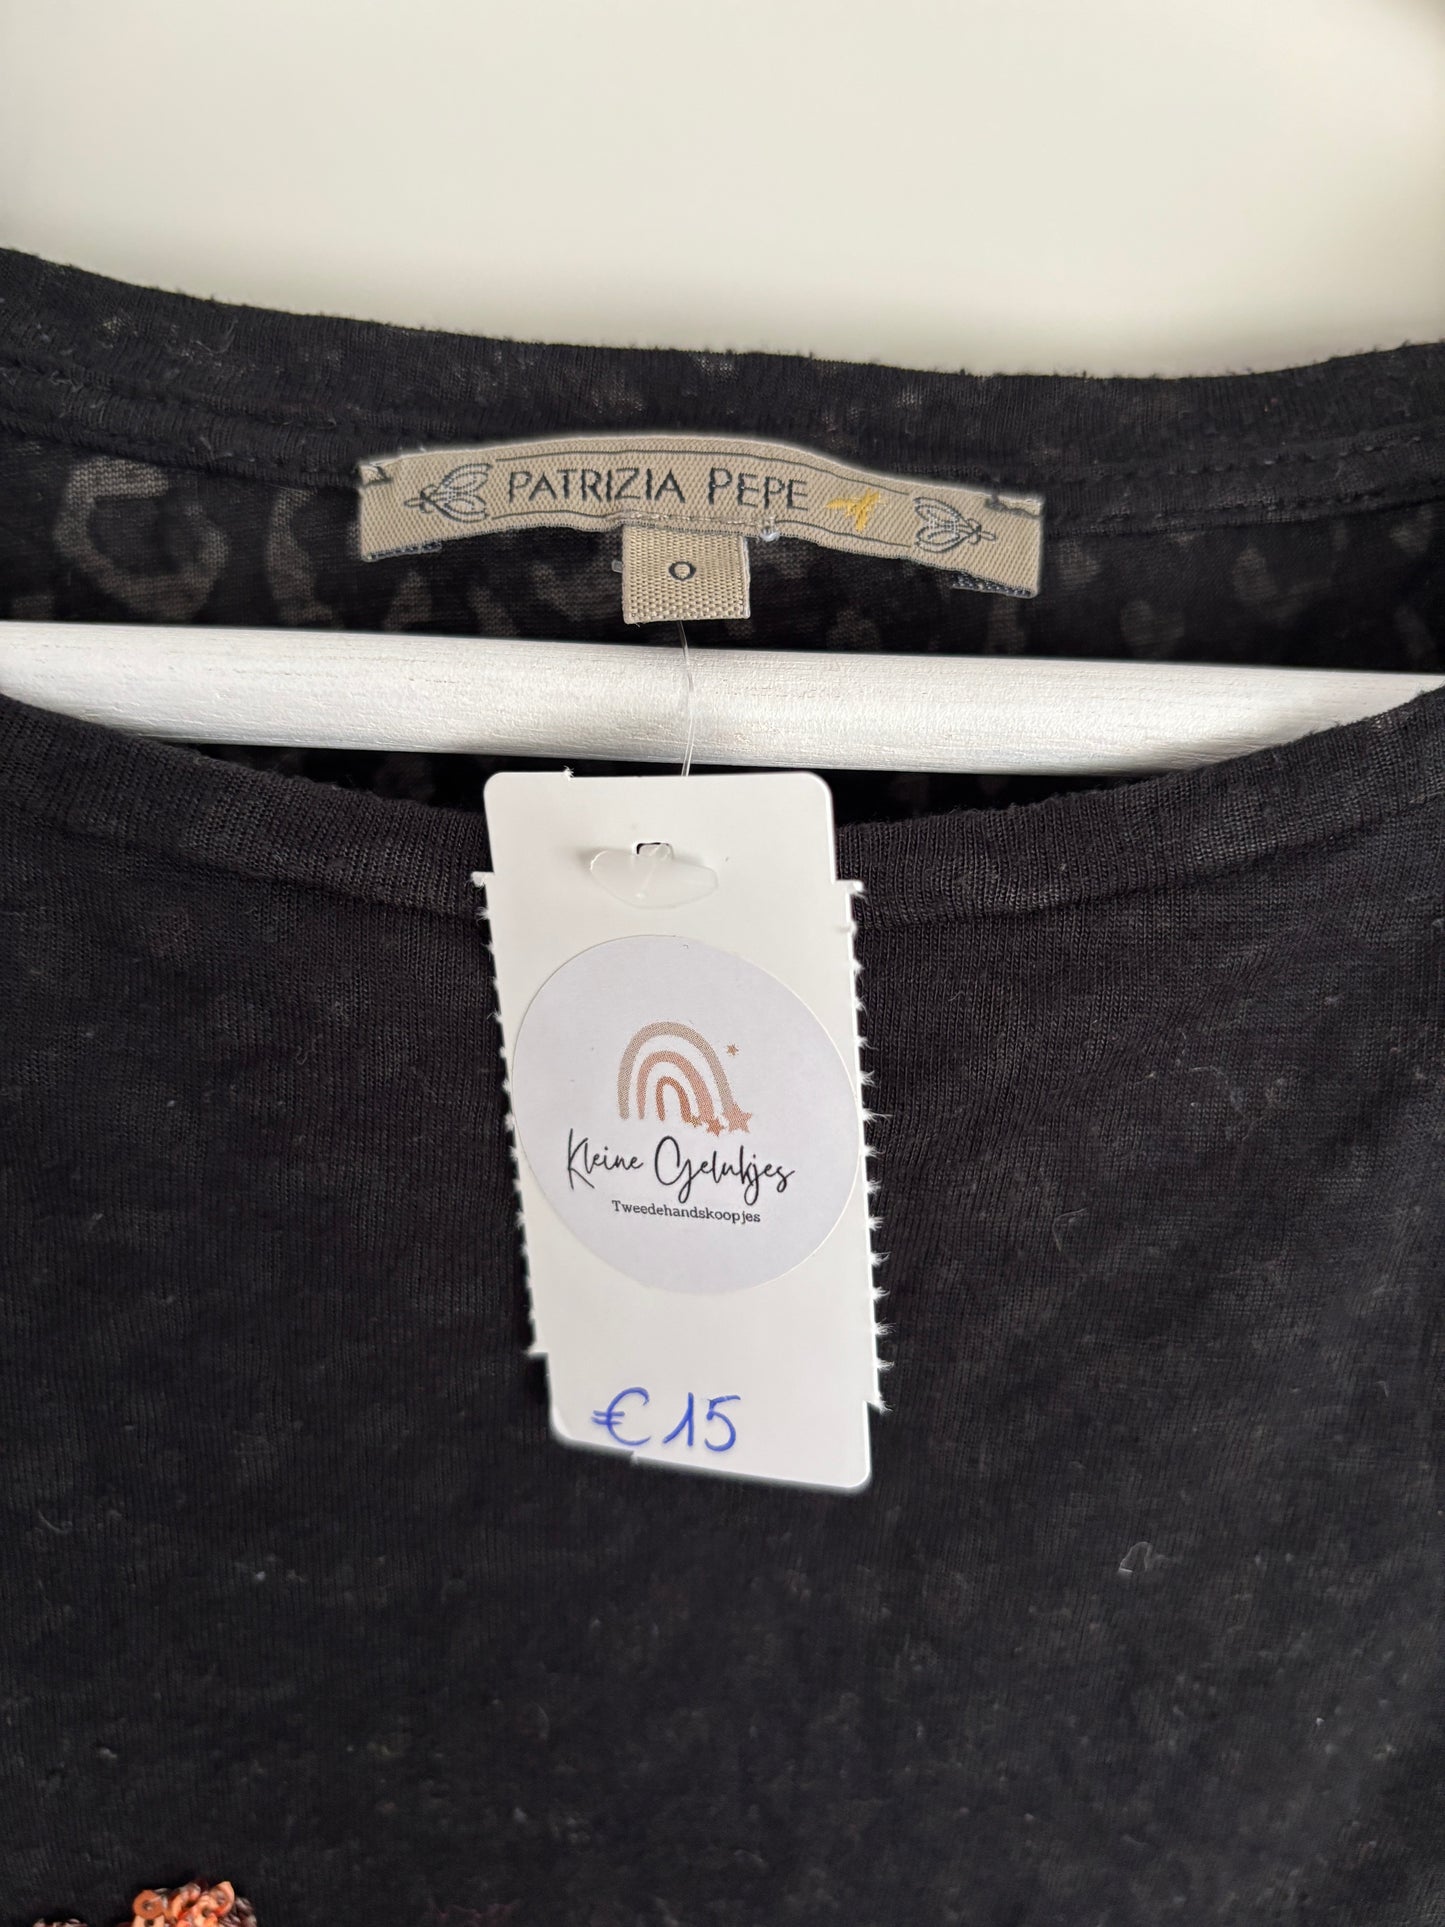 PATRIZIA PEPE
0
Kleine Gelukjes
Tweedehandskoopjes
€15